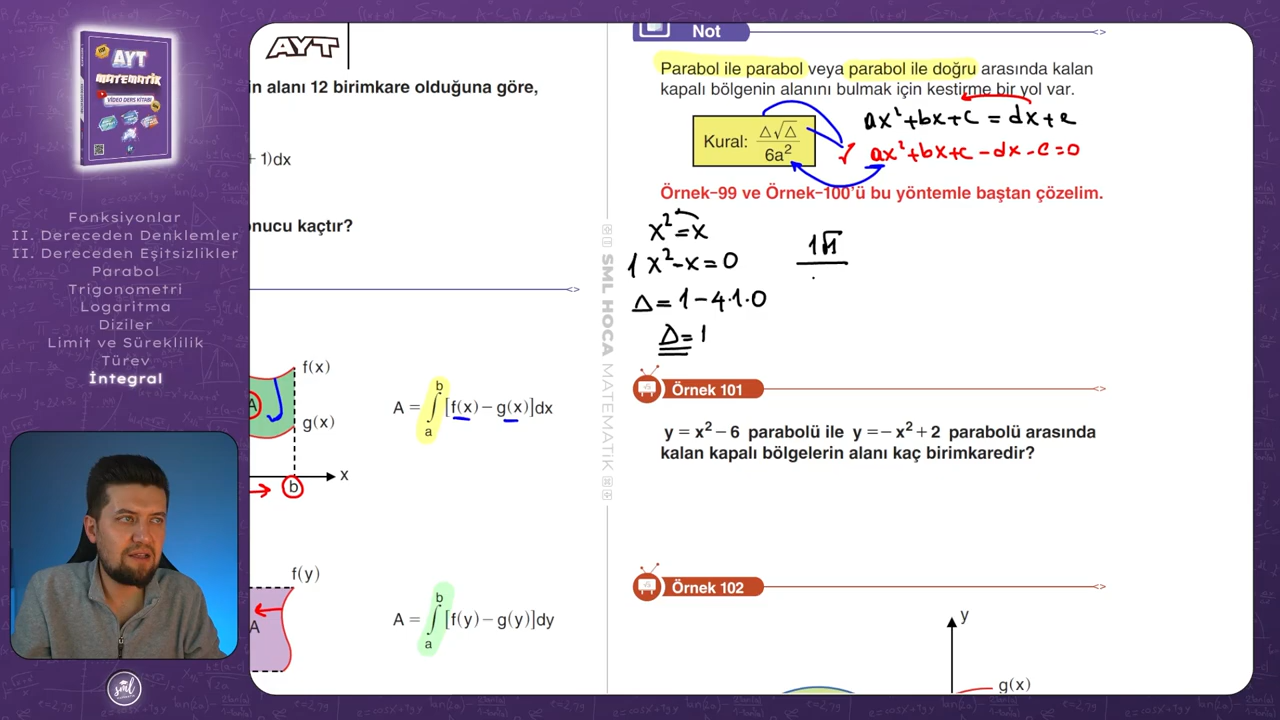 AYT
MATEMATİK
VİDEO DERS KİTABI
Fonksiyonlar
II. Dereceden Denklemler
II. Dereceden Eşitsizlikler
Parabol
Trigonometri
Logaritma
Diziler
Limit ve Süreklilik
Türev
İntegral
sml
AYT
in alanı 12 birimkare olduğuna göre,
+ 1)dx
onucu kaçtır?
f(x)
A
g(x)
x
b
A = ∫ₐᵇ [f(x) − g(x)]dx
f(y)
A
A = ∫ₐᵇ [f(y) − g(y)]dy
SML HOCA MATEMATİK
Not
Parabol ile parabol veya parabol ile doğru arasında kalan
kapalı bölgenin alanını bulmak için kestirme bir yol var.
Kural: Δ√Δ / 6a²
ax²+bx+c = dx+e
ax²+bx+c−dx−e=0
Örnek-99 ve Örnek-100'ü bu yöntemle baştan çözelim.
x² = x
1x²−x=0
Δ=1−4·1·0
Δ=1
1√1
Örnek 101
y = x² − 6 parabolü ile y = − x² + 2 parabolü arasında
kalan kapalı bölgelerin alanı kaç birimkaredir?
Örnek 102
y
g(x)